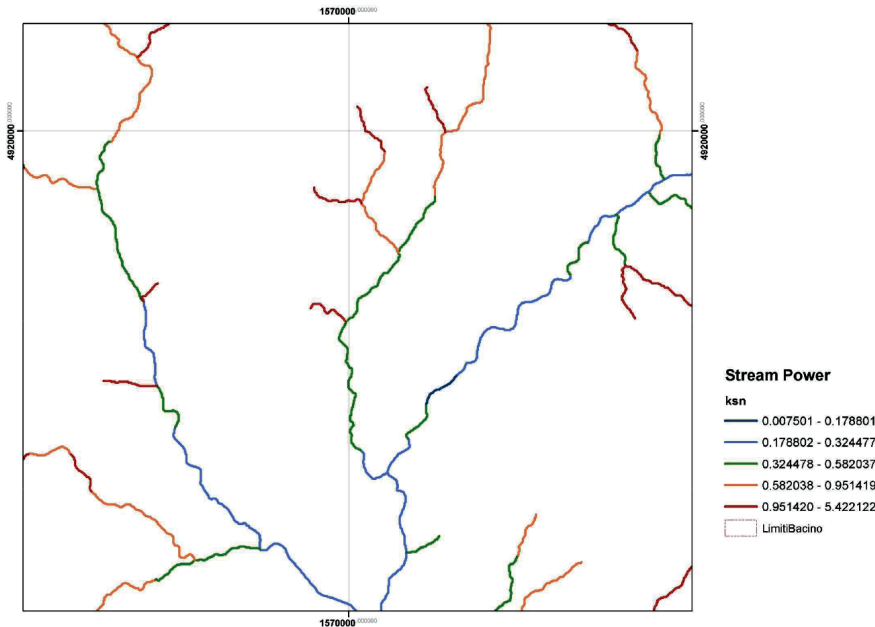 1570000,000000
4920000,000000
4920000,000000
Stream Power
ksn
0.007501 - 0.178801
0.178802 - 0.324477
0.324478 - 0.582037
0.582038 - 0.951419
0.951420 - 5.422122
LimitiBacino
1570000,000000